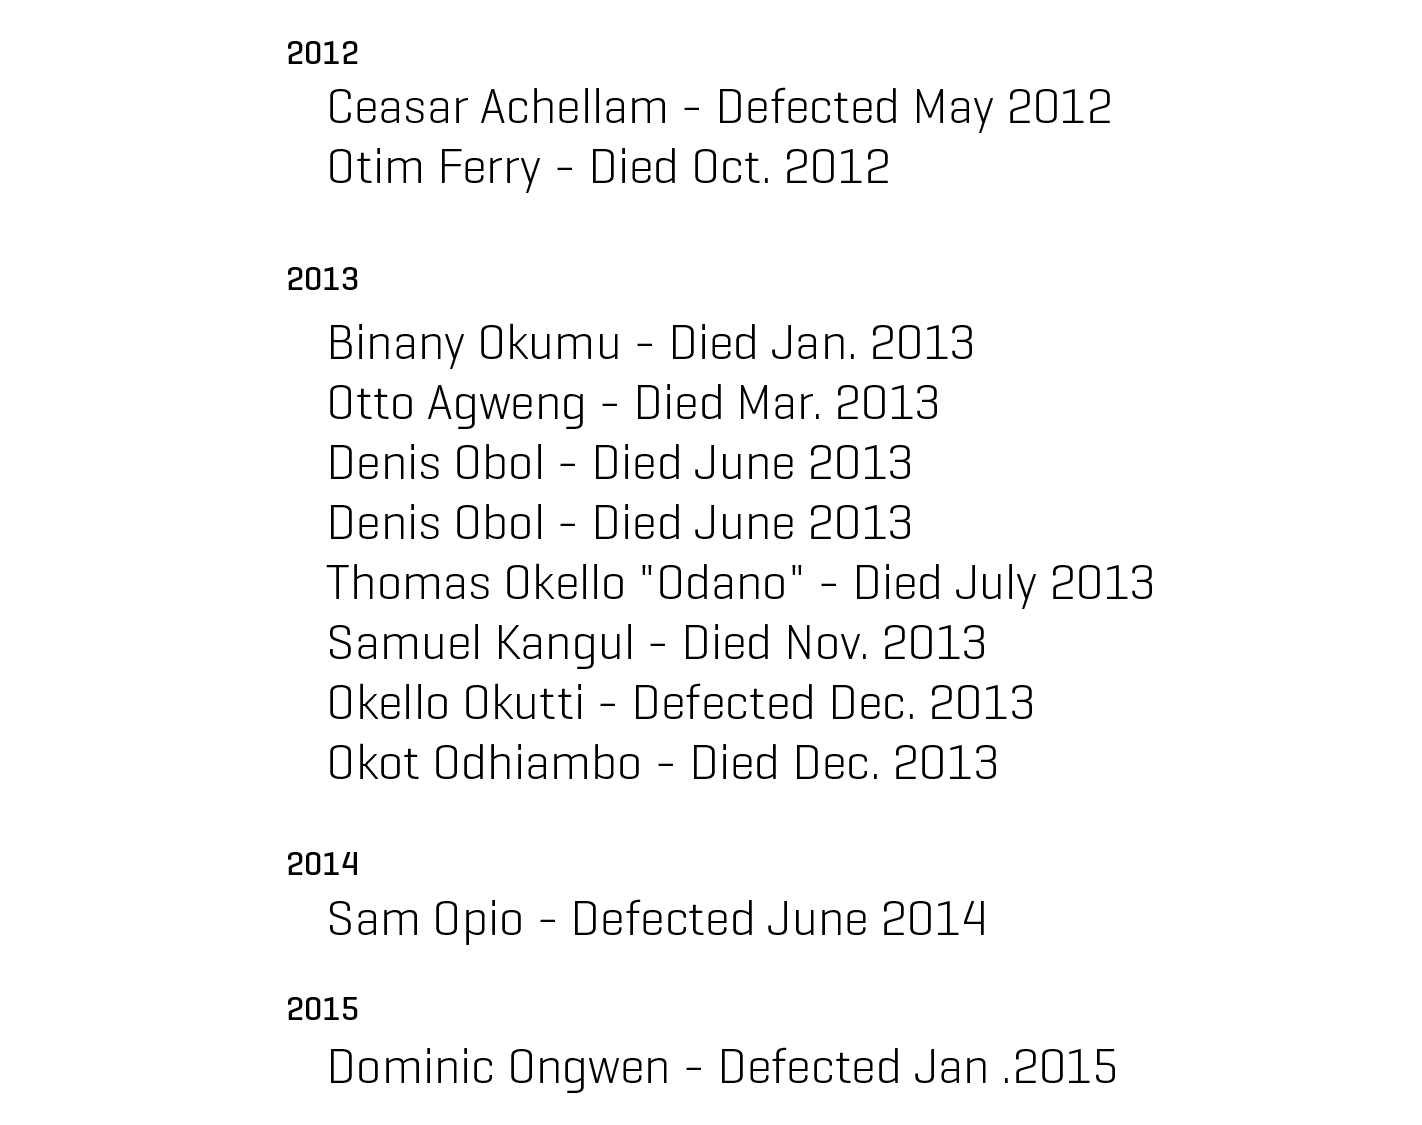 2012
Ceasar Achellam - Defected May 2012
Otim Ferry - Died Oct. 2012
2013
Binany Okumu - Died Jan. 2013
Otto Agweng - Died Mar. 2013
Denis Obol - Died June 2013
Denis Obol - Died June 2013
Thomas Okello "Odano" - Died July 2013
Samuel Kangul - Died Nov. 2013
Okello Okutti - Defected Dec. 2013
Okot Odhiambo - Died Dec. 2013
2014
Sam Opio - Defected June 2014
2015
Dominic Ongwen - Defected Jan .2015